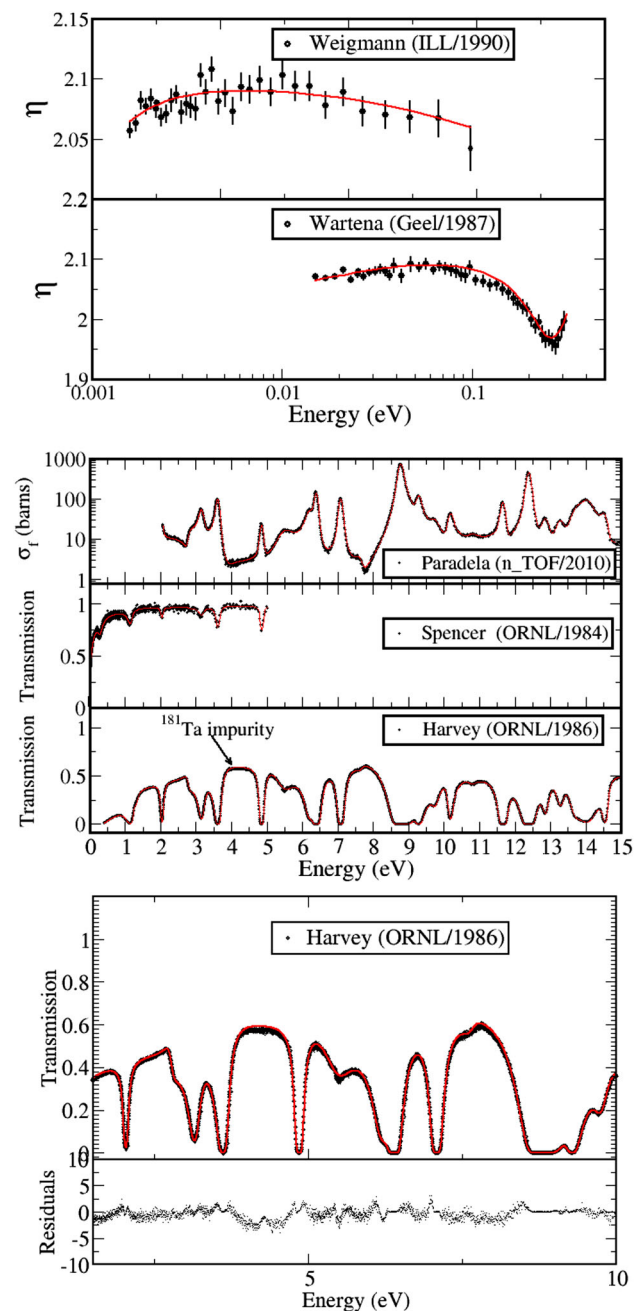 Weigmann (ILL/1990)
2.15
2.1
2.05
η
2.2
Wartena (Geel/1987)
2.1
2
1.9
η
0.001
0.01
0.1
Energy (eV)
1000
100
10
1
σf (barns)
Paradela (n_TOF/2010)
1
0.5
0
Transmission
Spencer (ORNL/1984)
1
0.5
0
Transmission
181Ta impurity
Harvey (ORNL/1986)
0 1 2 3 4 5 6 7 8 9 10 11 12 13 14 15
Energy (eV)
Harvey (ORNL/1986)
1
0.8
0.6
0.4
0.2
0
Transmission
10
5
0
-5
-10
Residuals
5
10
Energy (eV)